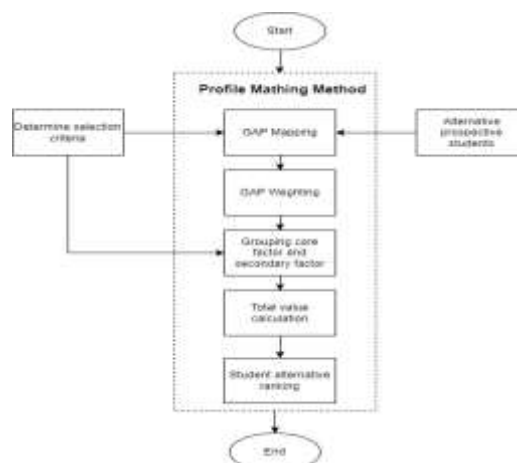 Start
Profile Mathing Method
Determine selection
criteria
GAP Mapping
Alternative
prospective
students
GAP Weighting
Grouping core
factor and
secondary factor
Total value
calculation
Student alternative
ranking
End